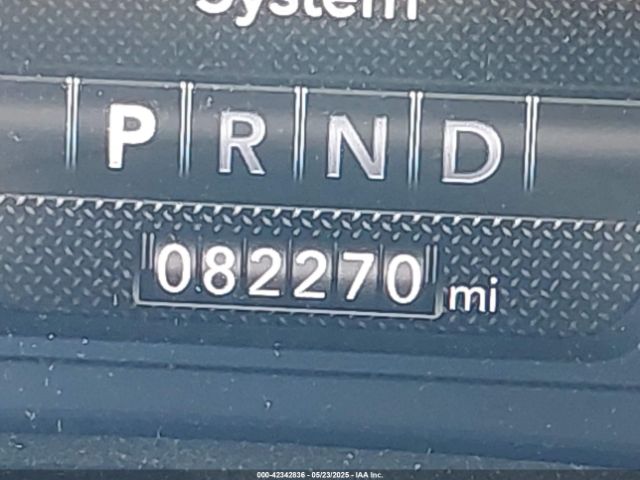 System
P R N D
082270 mi
000-42342836 - 05/23/2025 - IAA Inc.